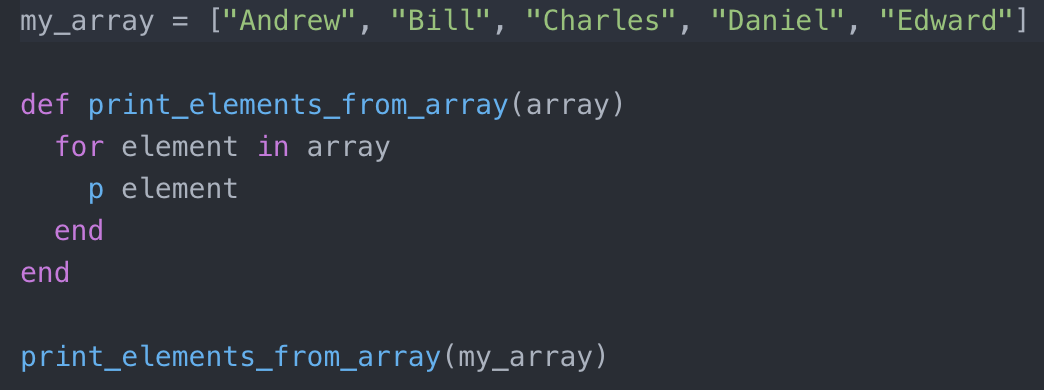 my_array = ["Andrew", "Bill", "Charles", "Daniel", "Edward"]
def print_elements_from_array(array)
  for element in array
    p element
  end
end
print_elements_from_array(my_array)